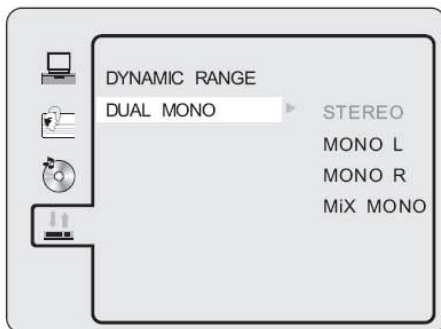 DYNAMIC RANGE
DUAL MONO
STEREO
MONO L
MONO R
MiX MONO